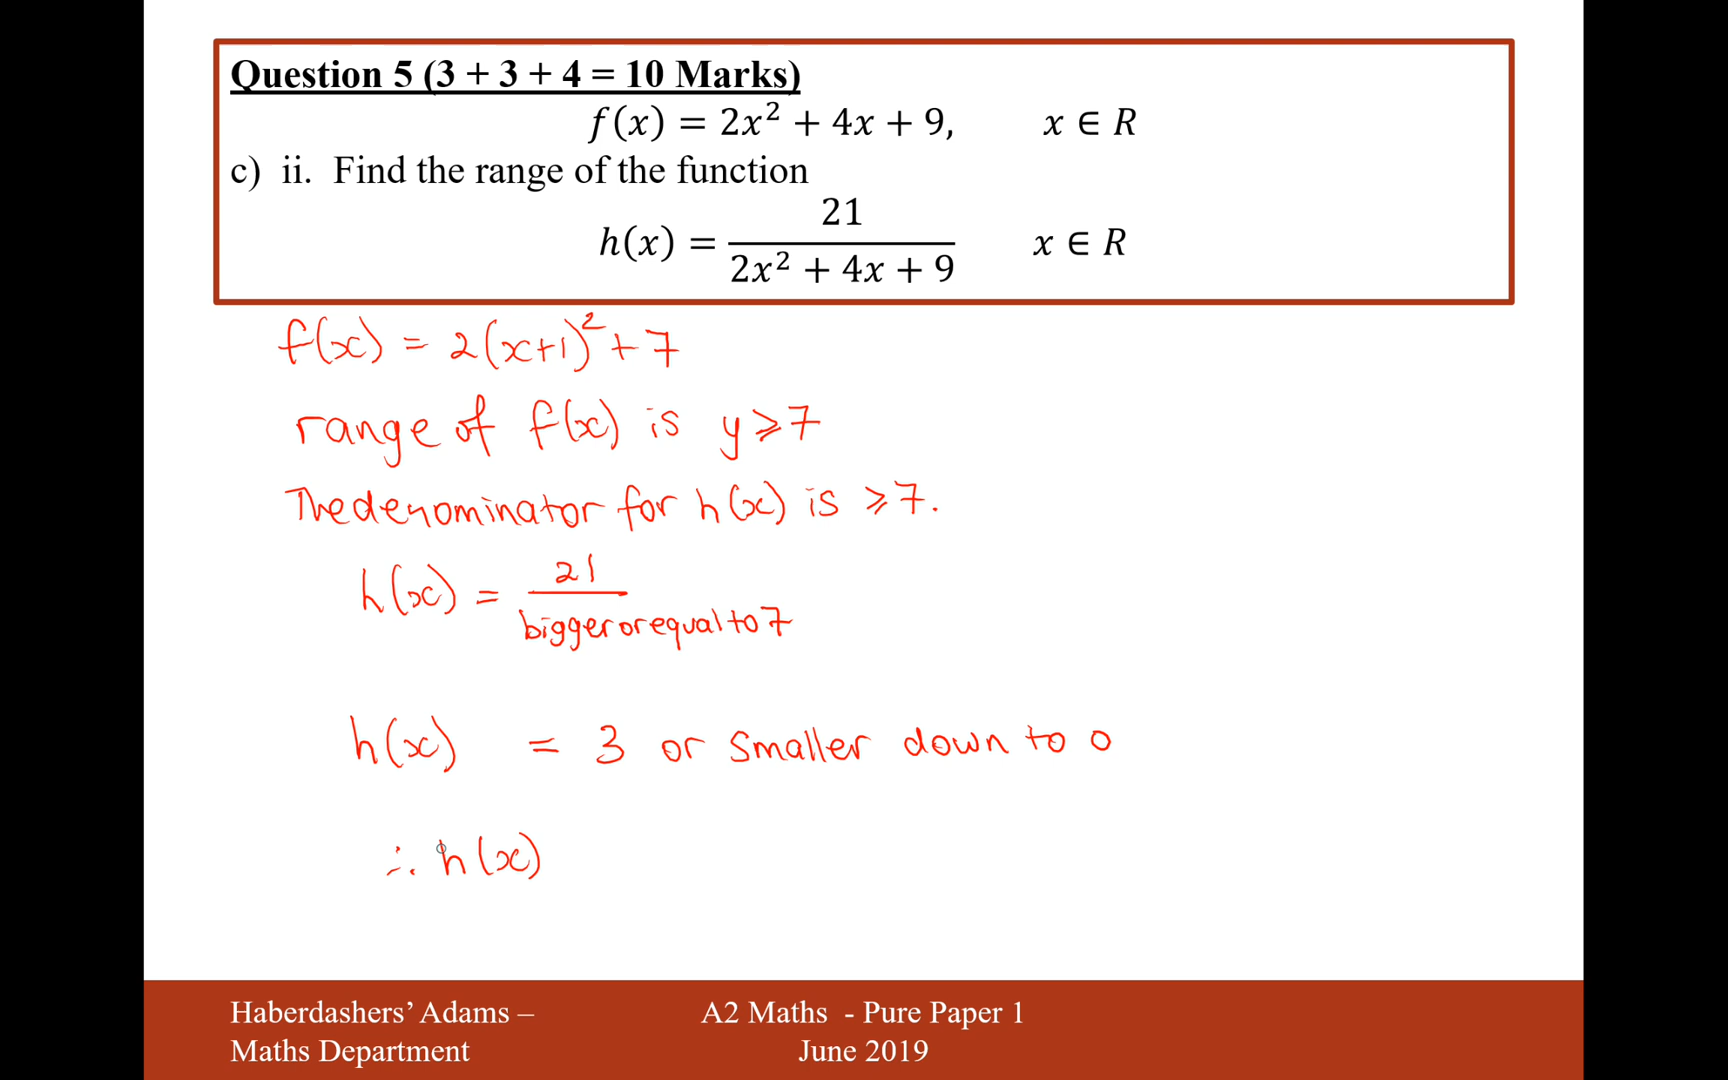 Question 5 (3 + 3 + 4 = 10 Marks)
f(x) = 2x² + 4x + 9, x ∈ R
c) ii. Find the range of the function
h(x) = 21 / (2x² + 4x + 9) x ∈ R
f(x) = 2(x+1)² + 7
range of f(x) is y ⩾ 7
The denominator for h(x) is ⩾ 7.
h(x) = 21 / bigger or equal to 7
h(x) = 3 or smaller down to 0
∴ h(x)
Haberdashers' Adams –
Maths Department
A2 Maths - Pure Paper 1
June 2019